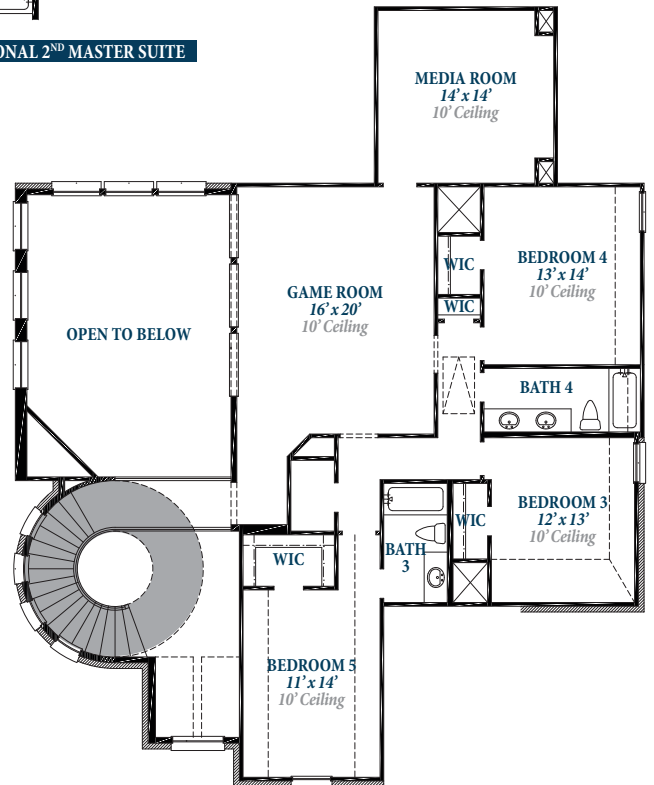 ONAL 2ND MASTER SUITE
MEDIA ROOM
14' x 14'
10' Ceiling
WIC
BEDROOM 4
13' x 14'
10' Ceiling
GAME ROOM
16' x 20'
10' Ceiling
WIC
OPEN TO BELOW
BATH 4
BEDROOM 3
12' x 13'
10' Ceiling
WIC
BATH
3
WIC
BEDROOM 5
11' x 14'
10' Ceiling